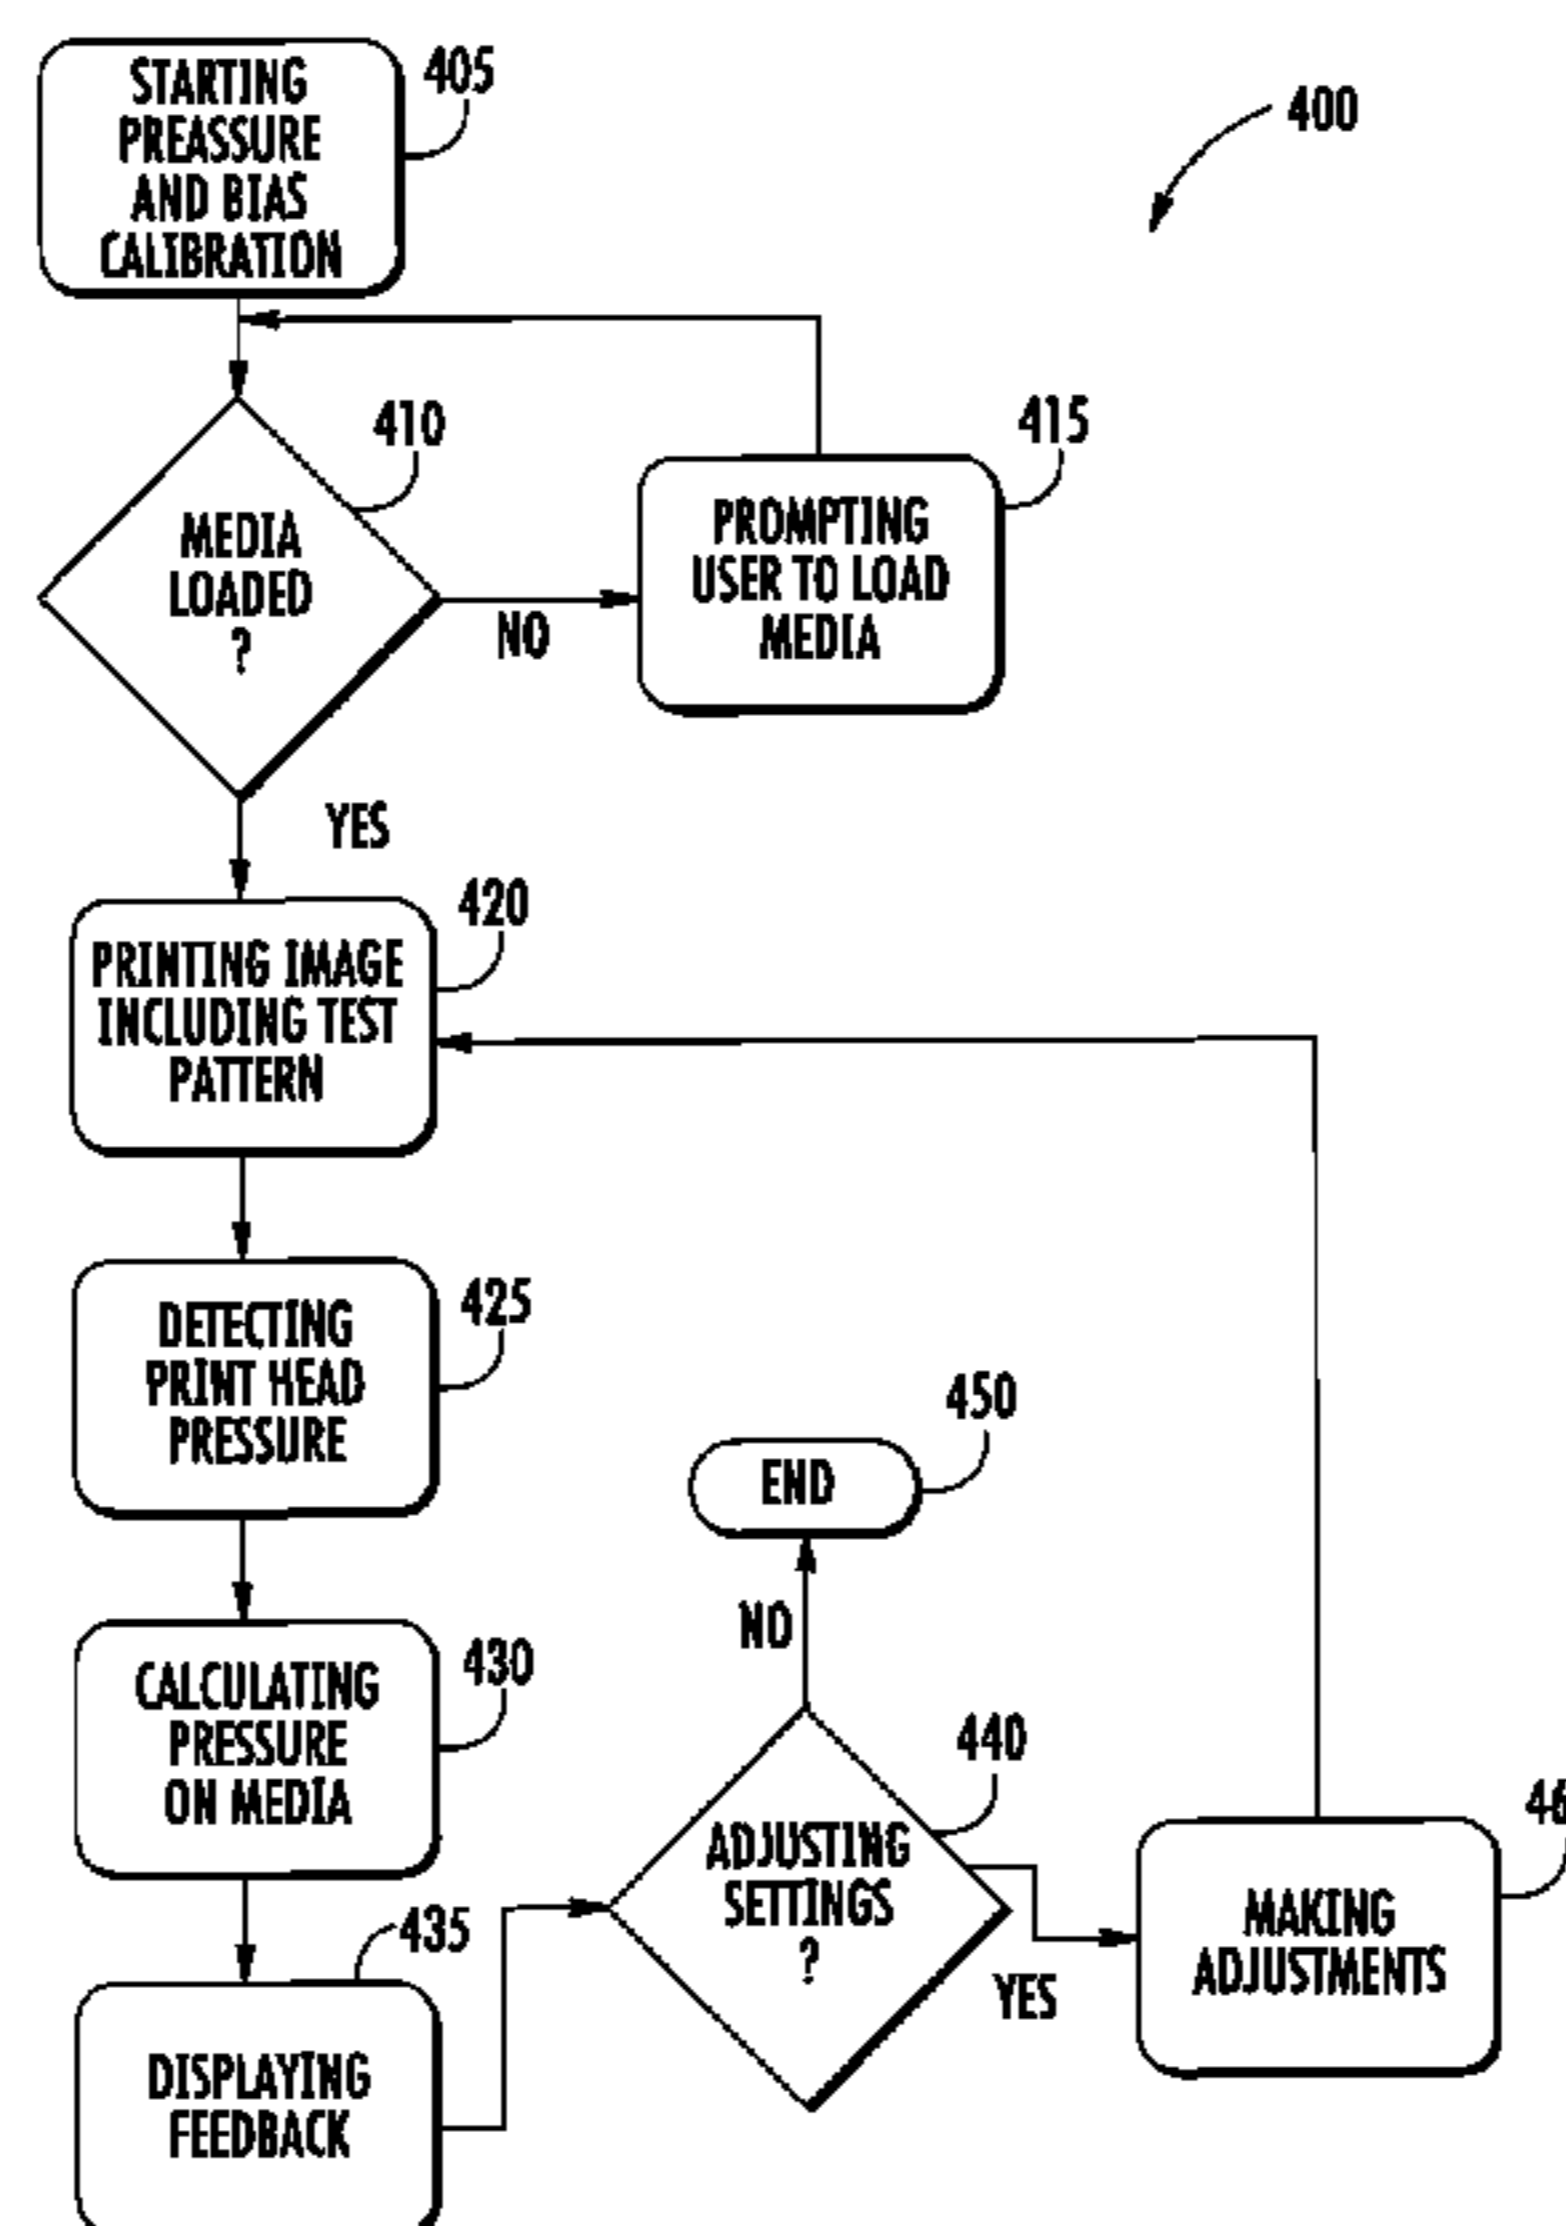 405
STARTING
PREASSURE
AND BIAS
CALIBRATION
400
410
MEDIA
LOADED
?
NO
415
PROMPTING
USER TO LOAD
MEDIA
YES
420
PRINTING IMAGE
INCLUDING TEST
PATTERN
425
DETECTING
PRINT HEAD
PRESSURE
450
END
NO
430
CALCULATING
PRESSURE
ON MEDIA
440
ADJUSTING
SETTINGS
?
YES
MAKING
ADJUSTMENTS
435
DISPLAYING
FEEDBACK